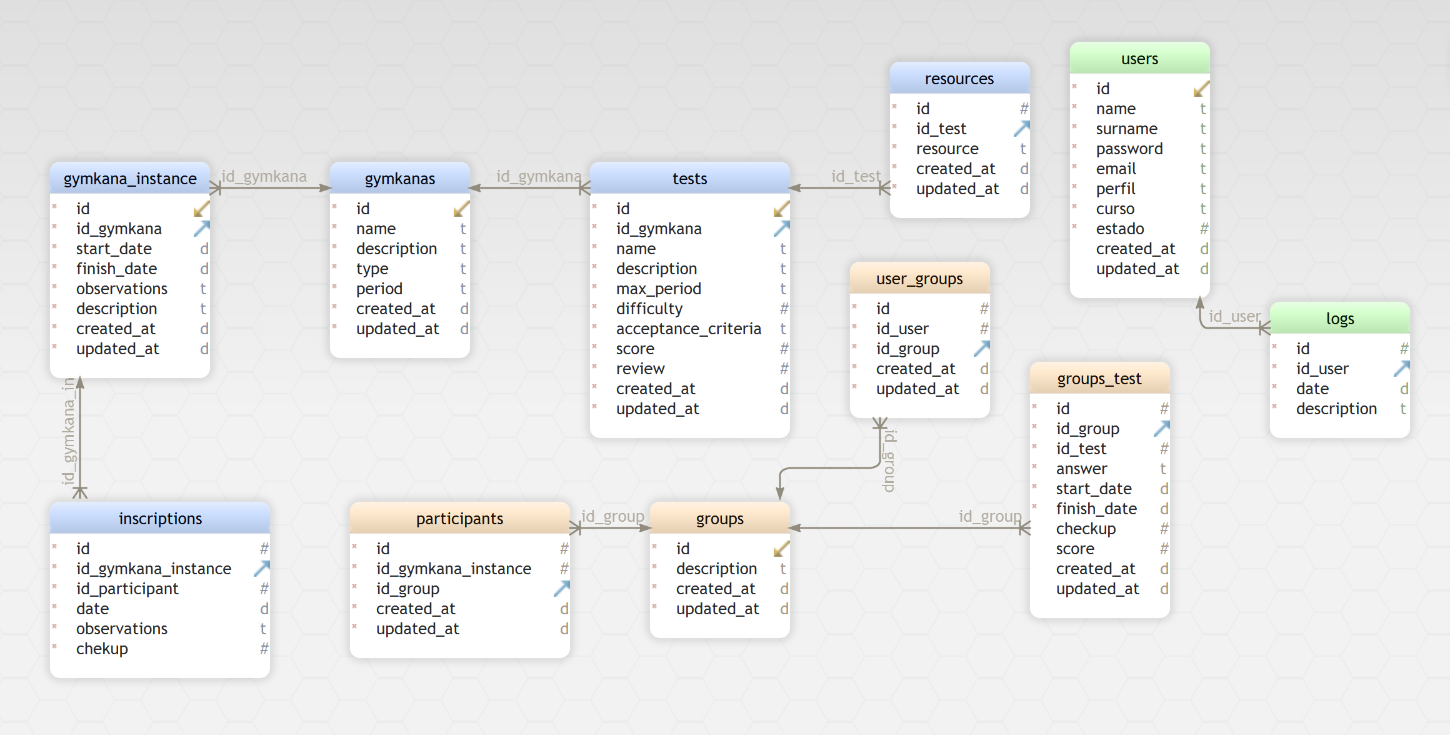 users
id
name t
surname t
password t
email t
perfil t
curso t
estado #
created_at d
updated_at d
resources
id #
id_test
resource t
created_at d
updated_at d
gymkana_instance
id
id_gymkana
start_date d
finish_date d
observations t
description t
created_at d
updated_at d
id_gymkana
gymkanas
id
name t
description t
type t
period t
created_at d
updated_at d
id_gymkana
tests
id
id_gymkana
name t
description t
max_period t
difficulty #
acceptance_criteria t
score #
review #
created_at d
updated_at d
id_test
user_groups
id #
id_user #
id_group
created_at d
updated_at d
id_user
logs
id #
id_user
date d
description t
groups_test
id #
id_group
id_test #
answer t
start_date d
finish_date d
checkup #
score #
created_at d
updated_at d
id_gymkana_in
id_group
inscriptions
id #
id_gymkana_instance
id_participant #
date d
observations t
chekup #
participants
id #
id_gymkana_instance #
id_group
created_at d
updated_at d
id_group
groups
id
description t
created_at d
updated_at d
id_group